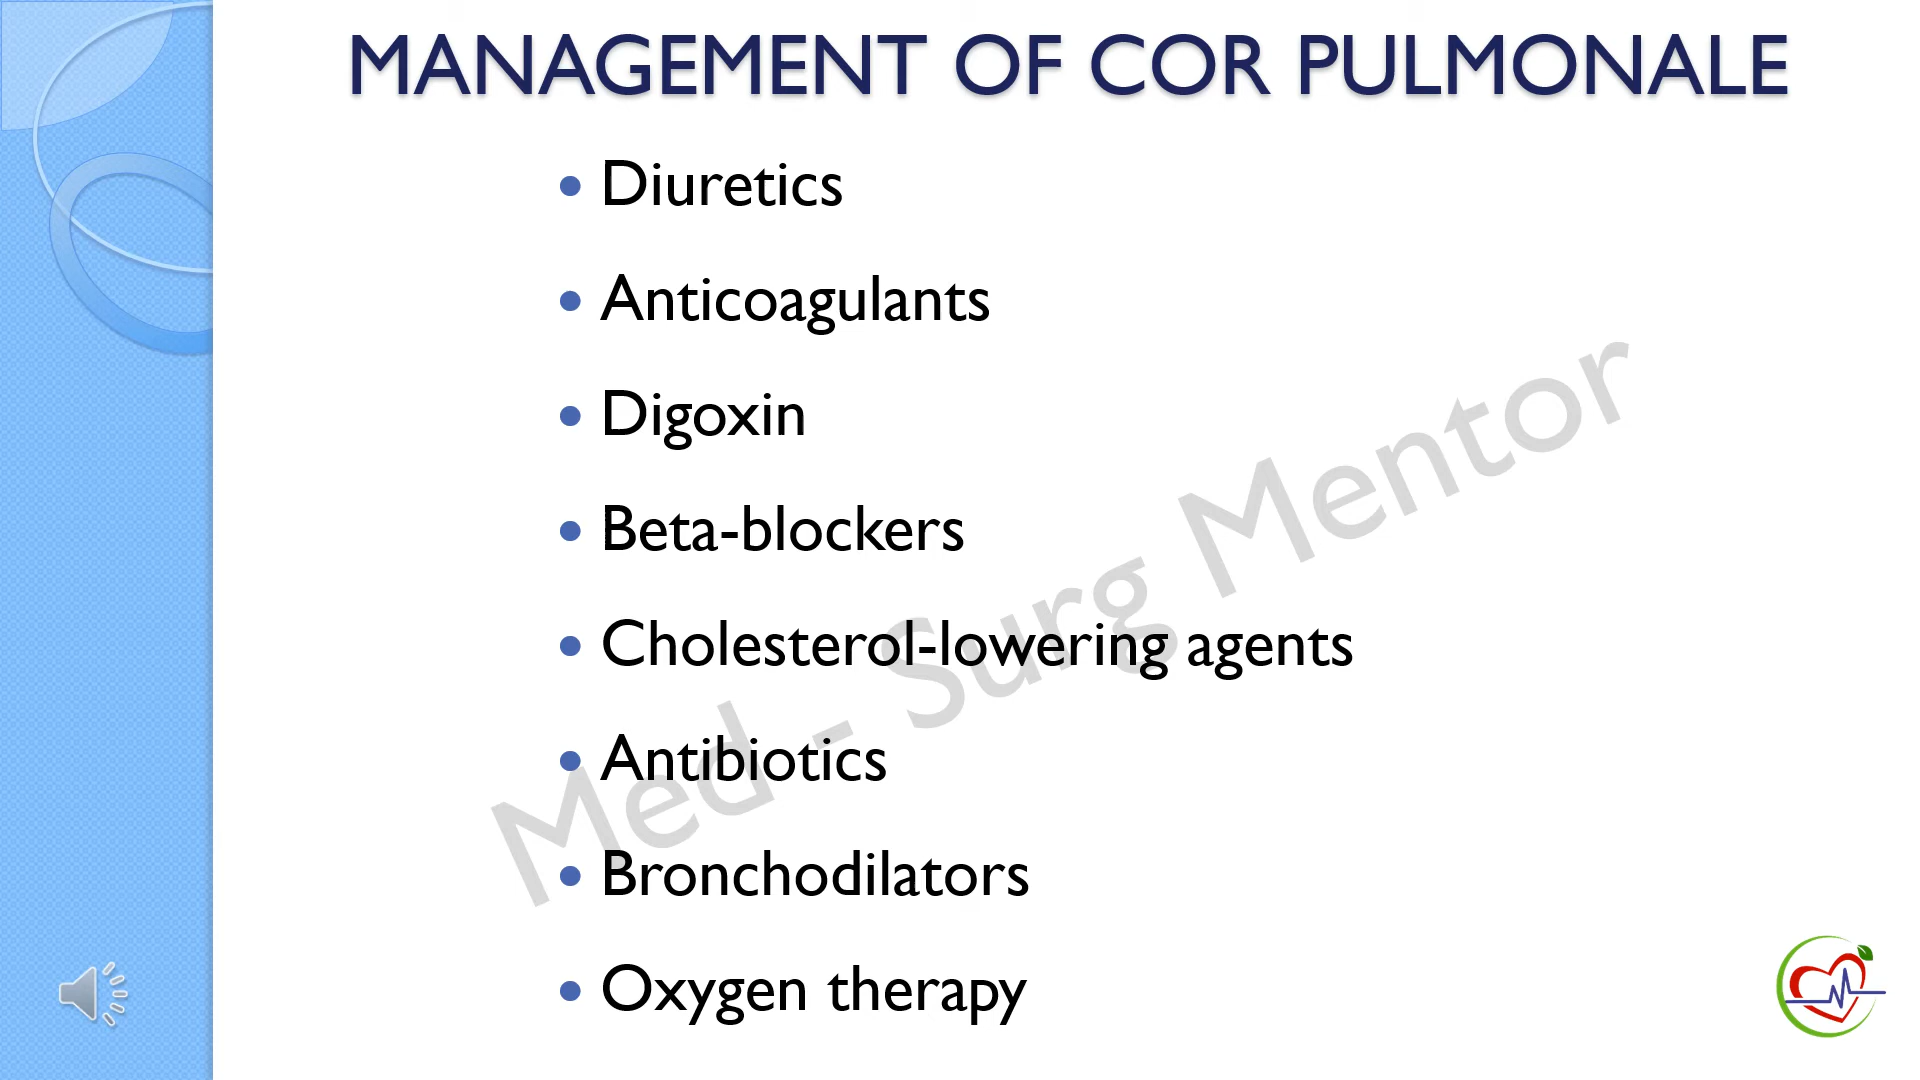 MANAGEMENT OF COR PULMONALE
• Diuretics
• Anticoagulants
• Digoxin
• Beta-blockers
• Cholesterol-lowering agents
• Antibiotics
• Bronchodilators
• Oxygen therapy
Med - Surg Mentor